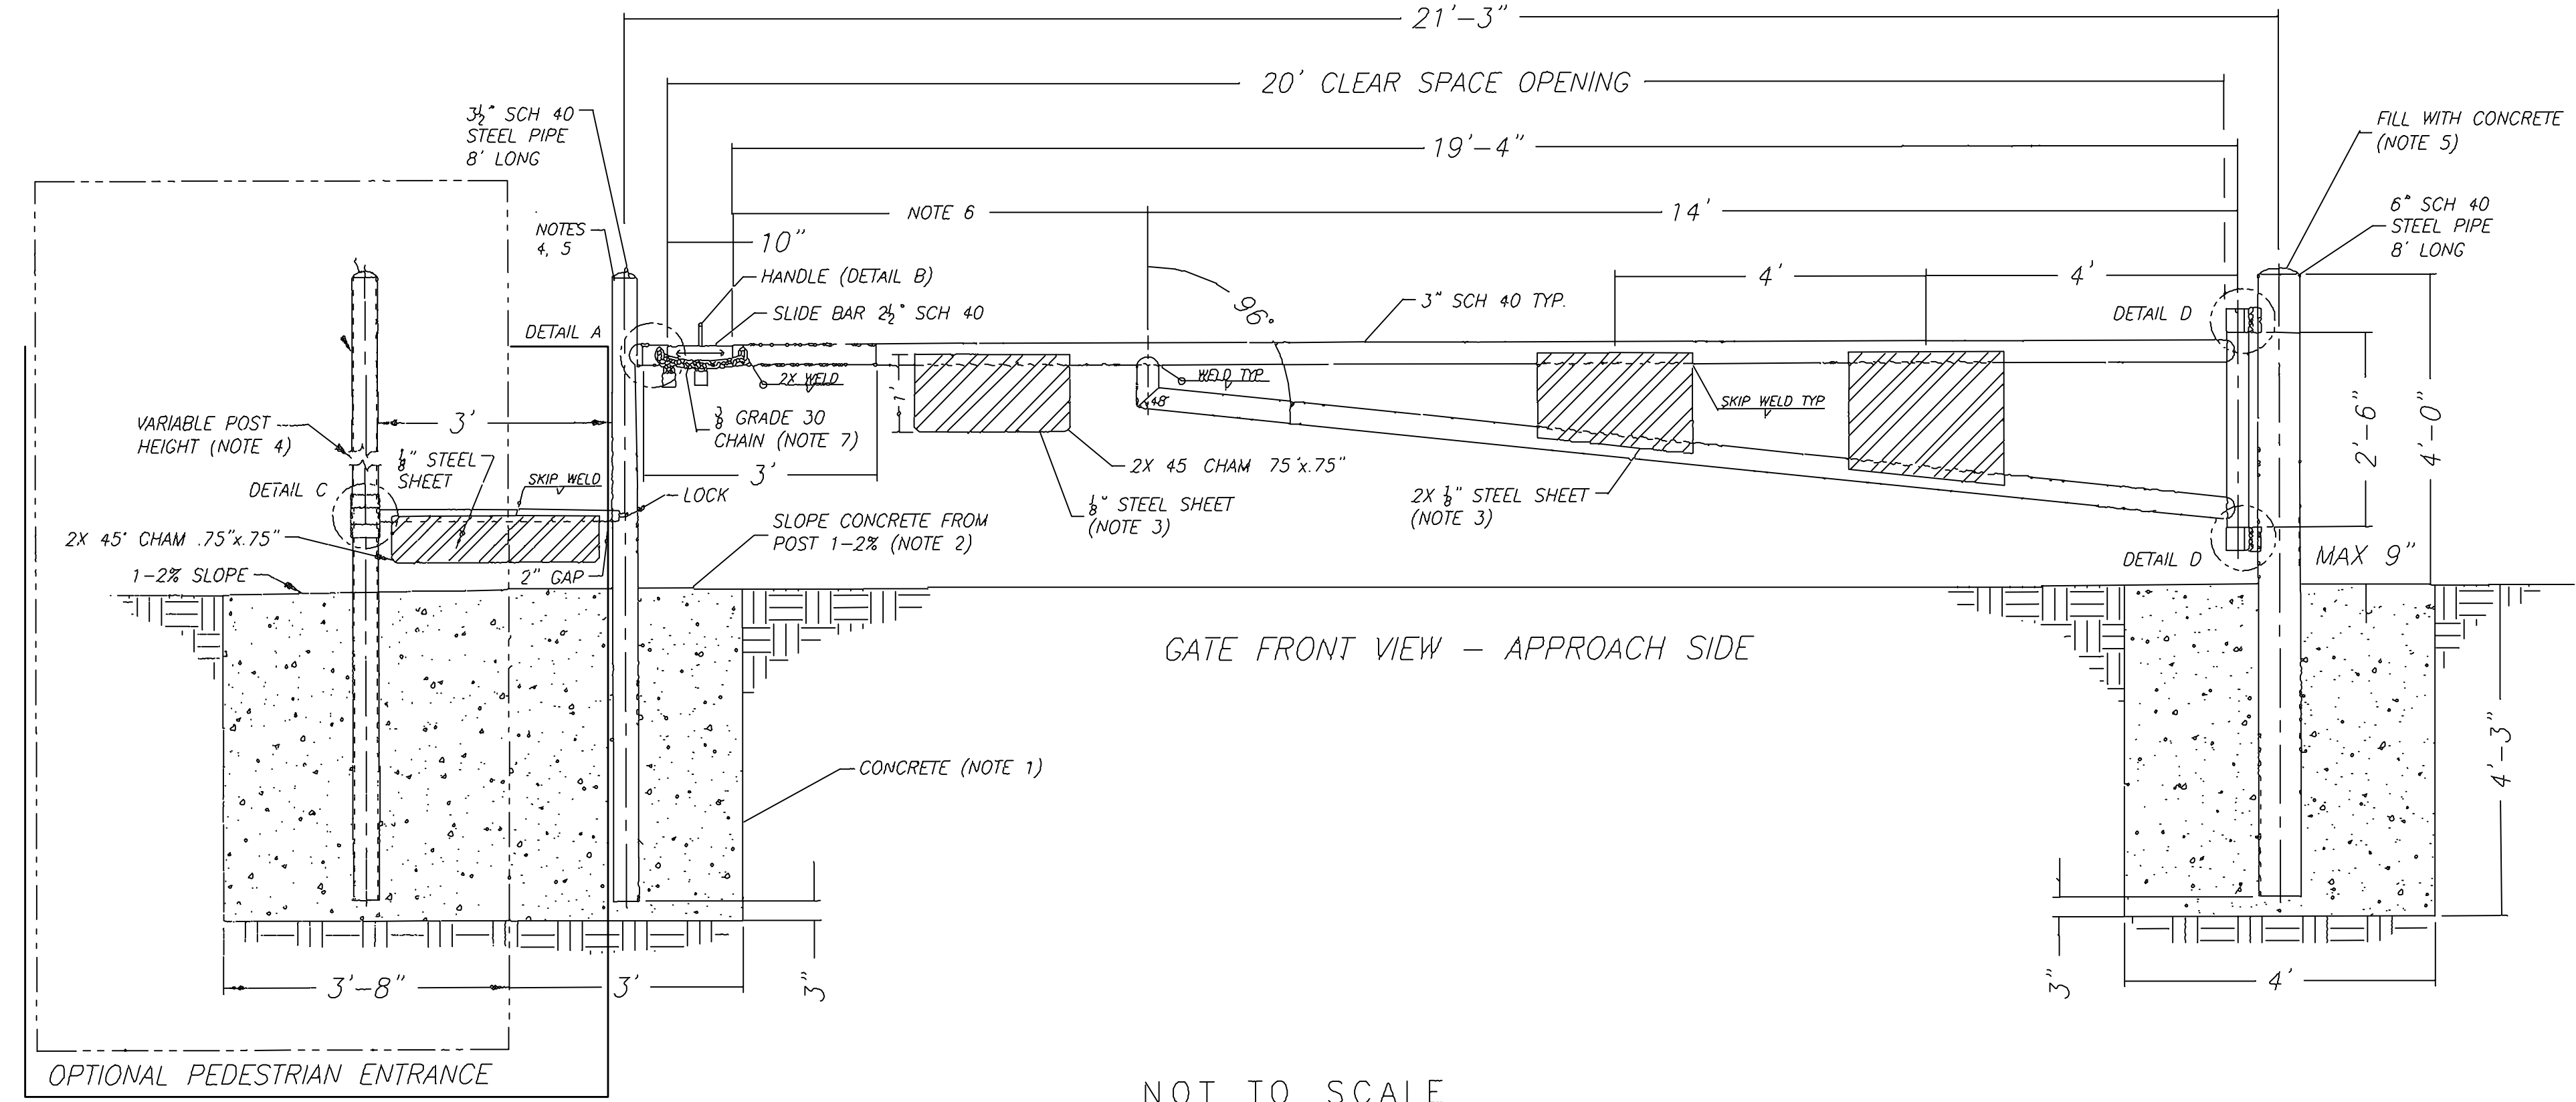 21'-3"
20' CLEAR SPACE OPENING
3½" SCH 40
STEEL PIPE
8' LONG
FILL WITH CONCRETE
(NOTE 5)
19'-4"
NOTE 6
14'
6" SCH 40
STEEL PIPE
8' LONG
NOTES
4, 5
10"
HANDLE (DETAIL B)
4'
4'
96°
3" SCH 40 TYP.
SLIDE BAR 2½" SCH 40
DETAIL D
DETAIL A
2X WELD
WELD TYP
SKIP WELD TYP
1'
48°
2'-6"
4'-0"
3'
VARIABLE POST
HEIGHT (NOTE 4)
⅜ GRADE 30
CHAIN (NOTE 7)
⅛" STEEL
SHEET
3'
2X 45 CHAM 75"x.75"
SKIP WELD
DETAIL C
LOCK
⅛" STEEL SHEET
(NOTE 3)
2X ⅛" STEEL SHEET
(NOTE 3)
SLOPE CONCRETE FROM
POST 1-2% (NOTE 2)
2X 45° CHAM .75"x.75"
DETAIL D
MAX 9"
1-2% SLOPE
2" GAP
GATE FRONT VIEW - APPROACH SIDE
4'-3"
CONCRETE (NOTE 1)
3'-8"
3'
3"
3"
4'
OPTIONAL PEDESTRIAN ENTRANCE
NOT TO SCALE